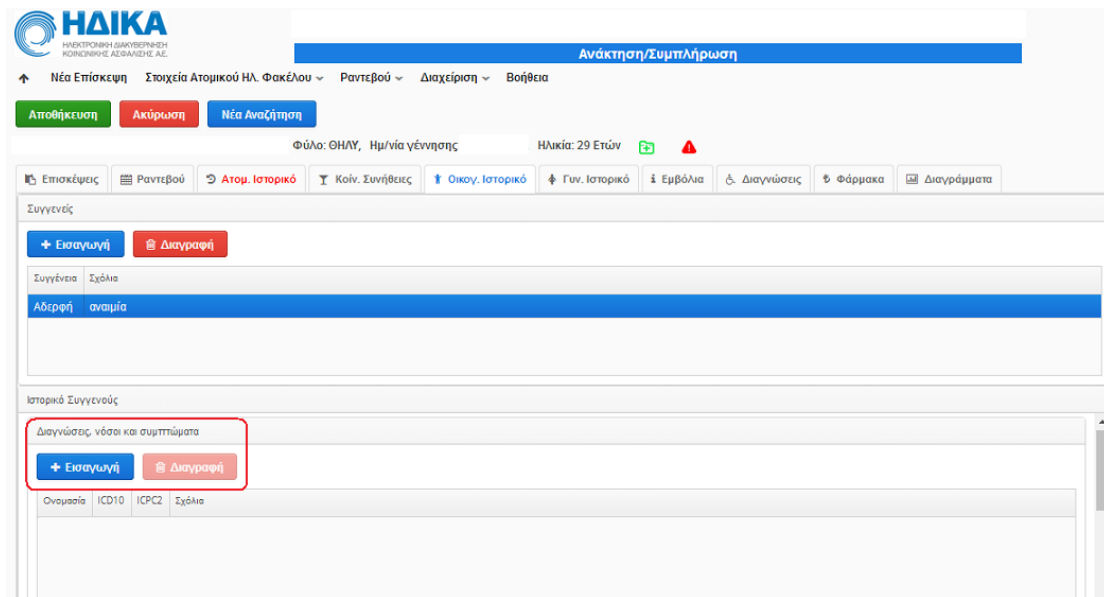 ΗΔΙΚΑ
ΗΛΕΚΤΡΟΝΙΚΗ ΔΙΑΚΥΒΕΡΝΗΣΗ
ΚΟΙΝΩΝΙΚΗΣ ΑΣΦΑΛΙΣΗΣ Α.Ε.
Ανάκτηση/Συμπλήρωση
Νέα Επίσκεψη Στοιχεία Ατομικού Ηλ. Φακέλου Ραντεβού Διαχείριση Βοήθεια
Αποθήκευση Ακύρωση Νέα Αναζήτηση
Φύλο: ΘΗΛΥ, Ημ/νία γέννησης Ηλικία: 29 Ετών
Επισκέψεις Ραντεβού Ατομ. Ιστορικό Κοίν. Συνήθειες Οικογ. Ιστορικό Γυν. Ιστορικό Εμβόλια Διαγνώσεις Φάρμακα Διαγράμματα
Συγγενείς
+ Εισαγωγή Διαγραφή
Συγγένεια Σχόλια
Αδερφή αναιμία
Ιστορικό Συγγενούς
Διαγνώσεις, νόσοι και συμπτώματα
+ Εισαγωγή Διαγραφή
Ονομασία ICD10 ICPC2 Σχόλια